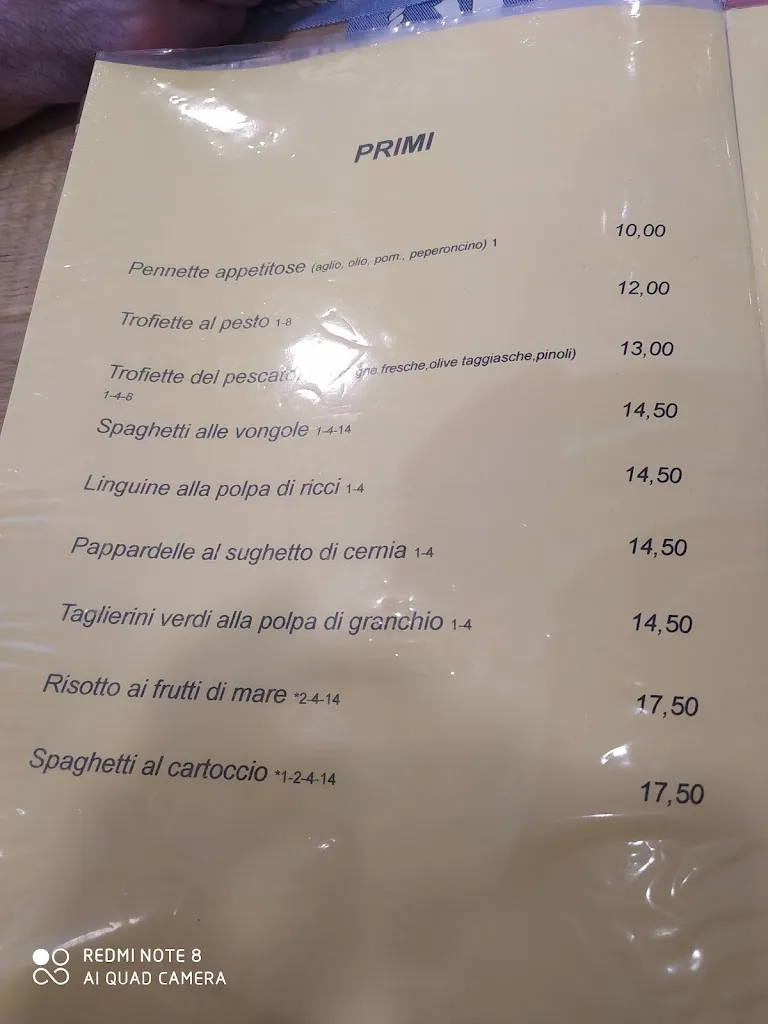 PRIMI
Pennette appetitose (aglio, olio, pom., peperoncino) 1 10,00
Trofiette al pesto 1-8 12,00
Trofiette del fresche,olive taggiasche,pinoli) 13,00
1-4-8
Spaghetti alle vongole 1-4-14 14,50
Linguine alla polpa di ricci 1-4 14,50
Pappardelle al sughetto di cernia 1-4 14,50
Taglierini verdi alla polpa di granchio 1-4 14,50
Risotto ai frutti di mare *2-4-14 17,50
Spaghetti al cartoccio *1-2-4-14 17,50
REDMI NOTE 8
AI QUAD CAMERA